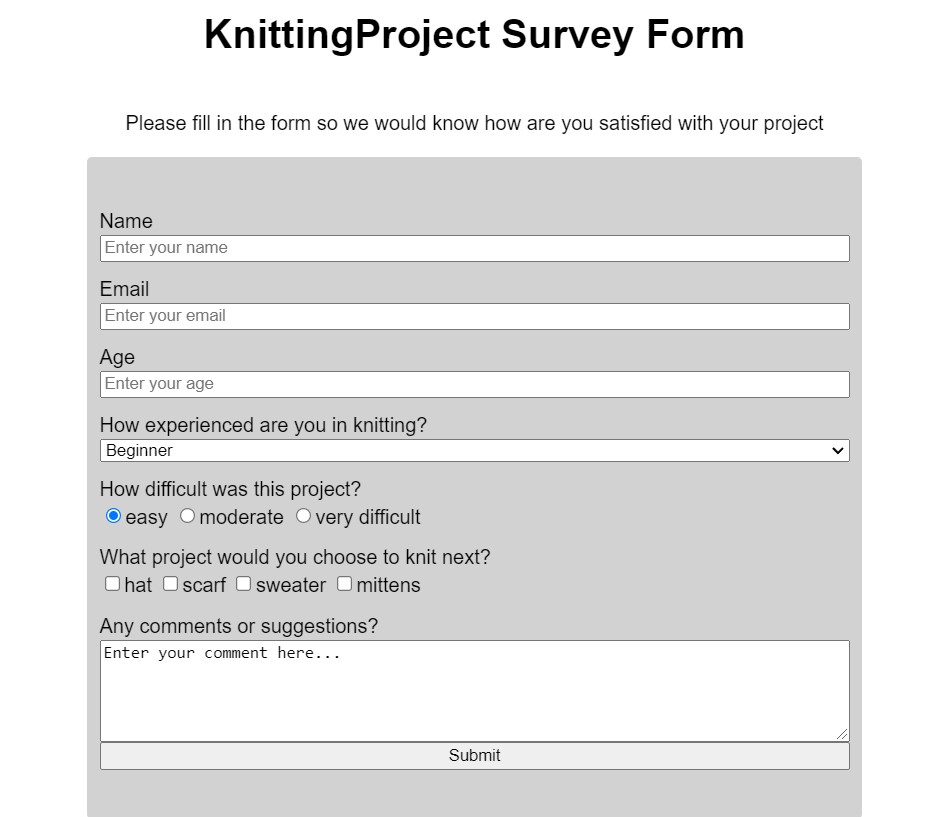 KnittingProject Survey Form
Please fill in the form so we would know how are you satisfied with your project
Name
Enter your name
Email
Enter your email
Age
Enter your age
How experienced are you in knitting?
Beginner
How difficult was this project?
easy moderate very difficult
What project would you choose to knit next?
hat scarf sweater mittens
Any comments or suggestions?
Enter your comment here...
Submit